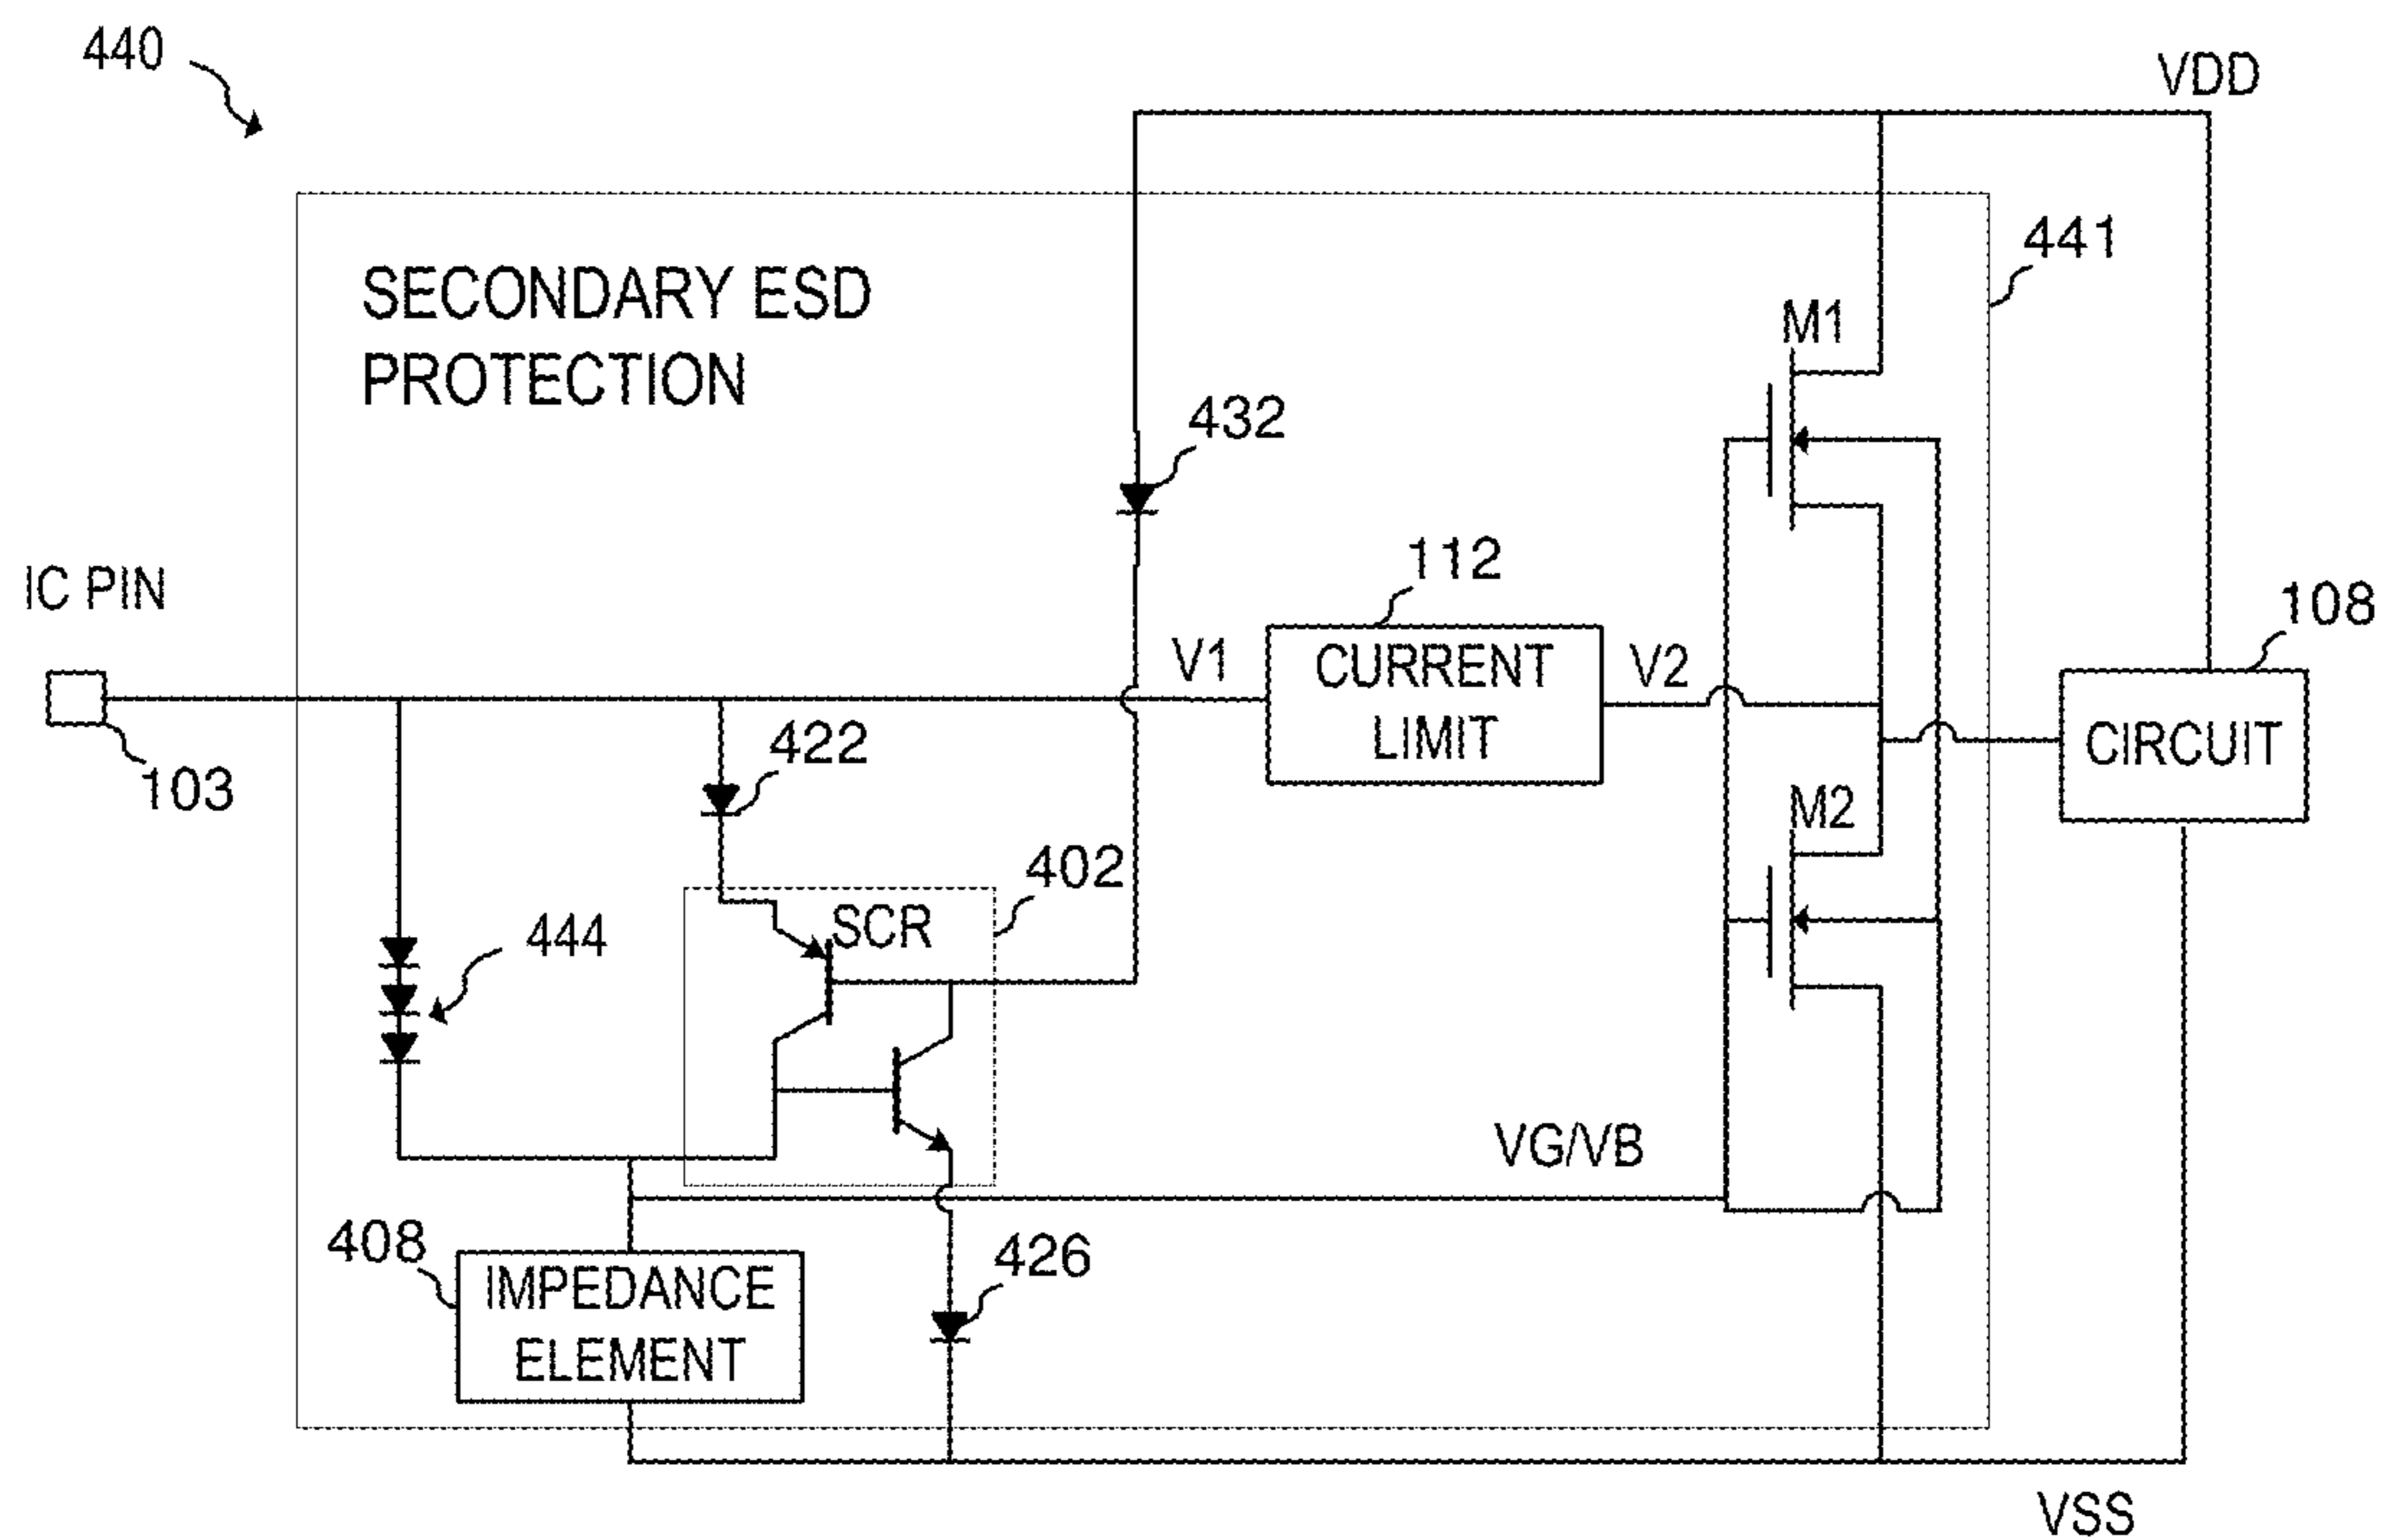 440
VDD
441
SECONDARY ESD
PROTECTION
M1
432
IC PIN
112
108
V1
CURRENT
LIMIT
V2
CIRCUIT
103
422
M2
402
SCR
444
VG/VB
408
IMPEDANCE
ELEMENT
426
VSS